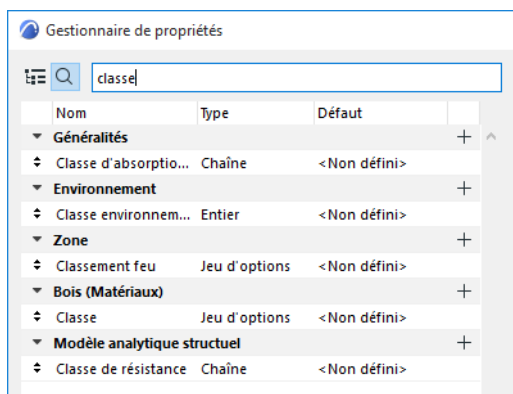 Gestionnaire de propriétés
classe
Nom Type Défaut
Généralités
Classe d'absorptio... Chaîne <Non défini>
Environnement
Classe environnem... Entier <Non défini>
Zone
Classement feu Jeu d'options <Non défini>
Bois (Matériaux)
Classe Jeu d'options <Non défini>
Modèle analytique structuel
Classe de résistance Chaîne <Non défini>